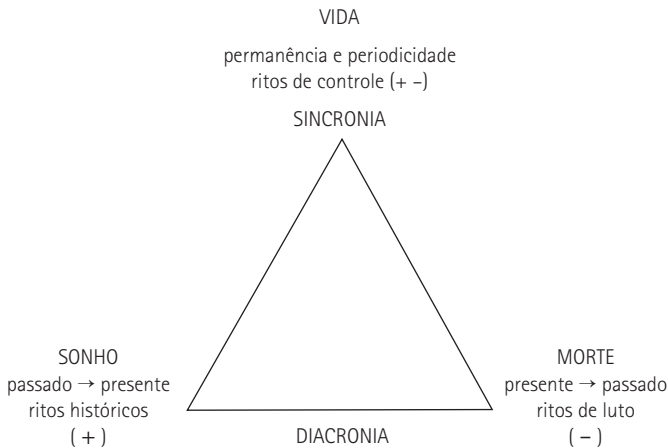 VIDA
permanência e periodicidade
ritos de controle (+ –)
SINCRONIA
SONHO
passado → presente
ritos históricos
( + )
DIACRONIA
MORTE
presente → passado
ritos de luto
( – )